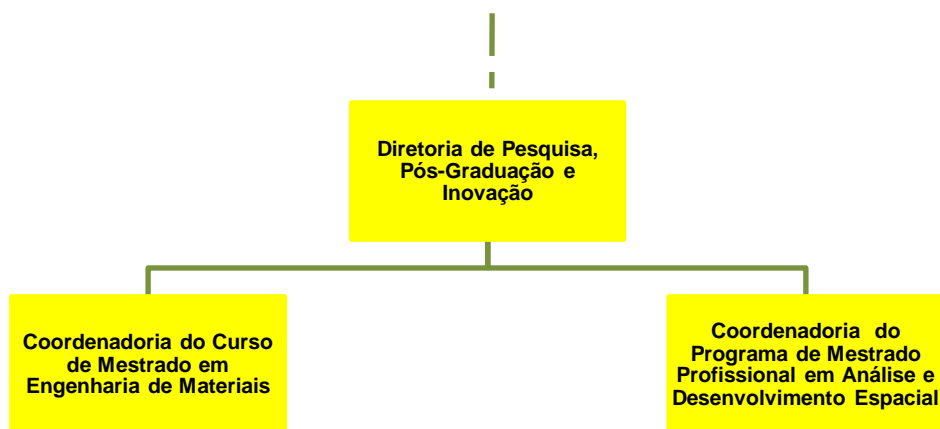 Diretoria de Pesquisa,
Pós-Graduação e
Inovação
Coordenadoria do Curso
de Mestrado em
Engenharia de Materiais
Coordenadoria do
Programa de Mestrado
Profissional em Análise e
Desenvolvimento Espacial